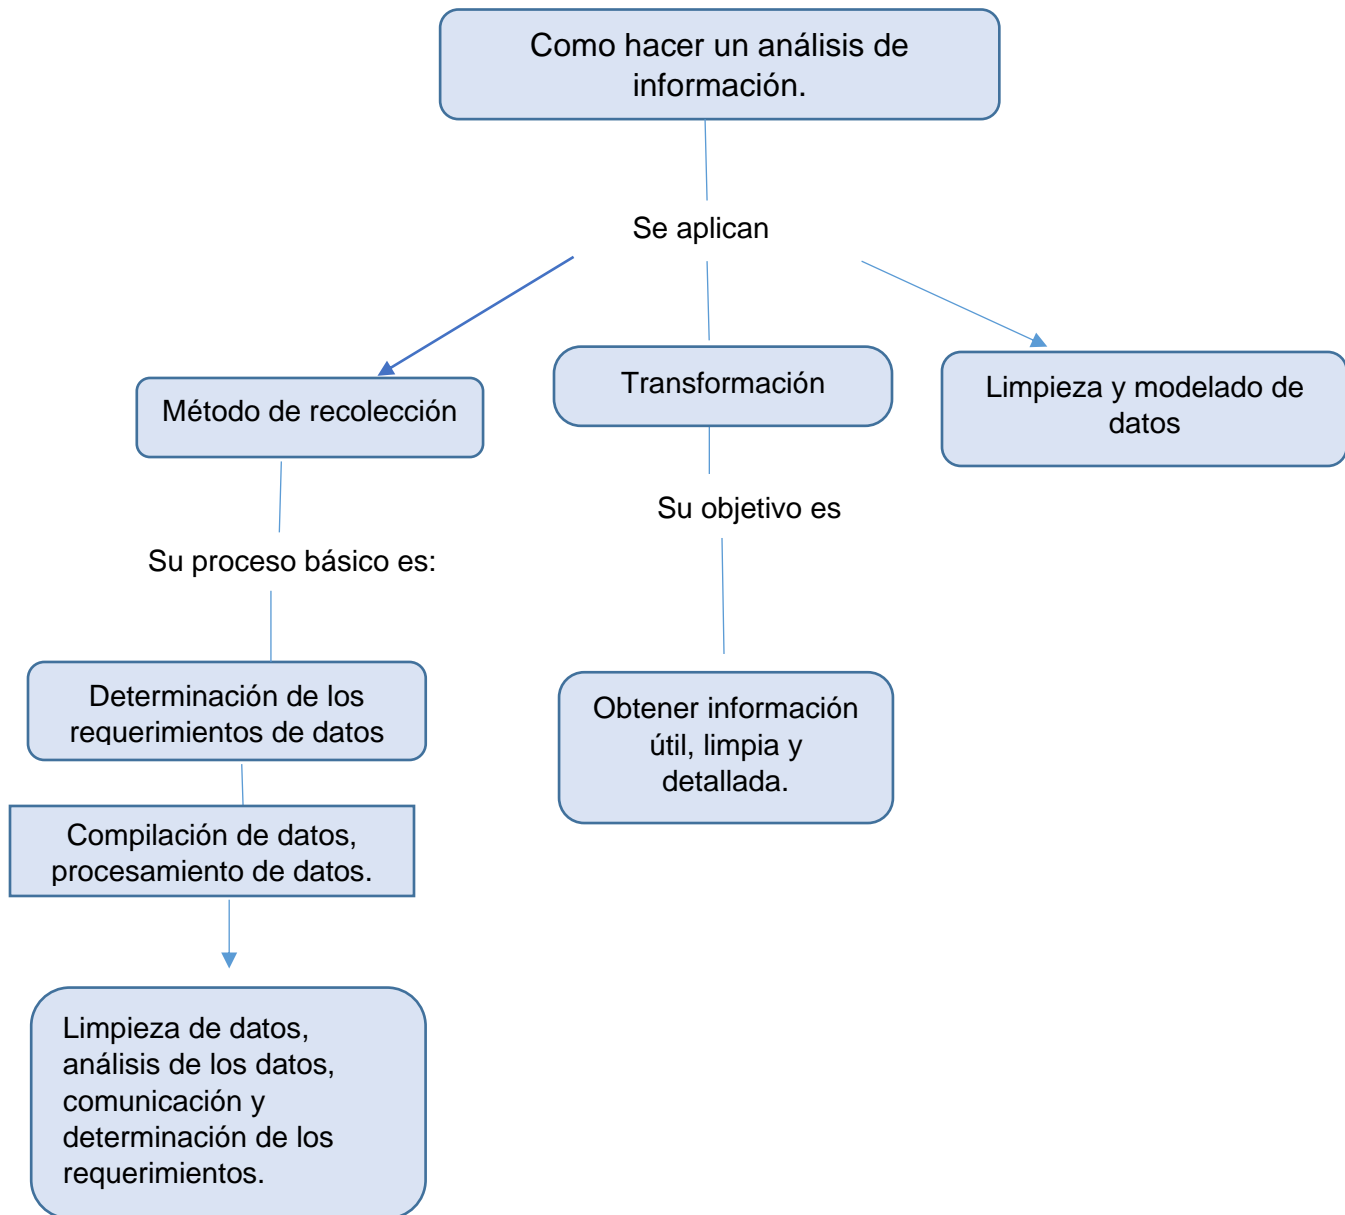 Como hacer un análisis de
información.
Se aplican
Método de recolección
Transformación
Limpieza y modelado de
datos
Su proceso básico es:
Su objetivo es
Determinación de los
requerimientos de datos
Obtener información
útil, limpia y
detallada.
Compilación de datos,
procesamiento de datos.
Limpieza de datos,
análisis de los datos,
comunicación y
determinación de los
requerimientos.